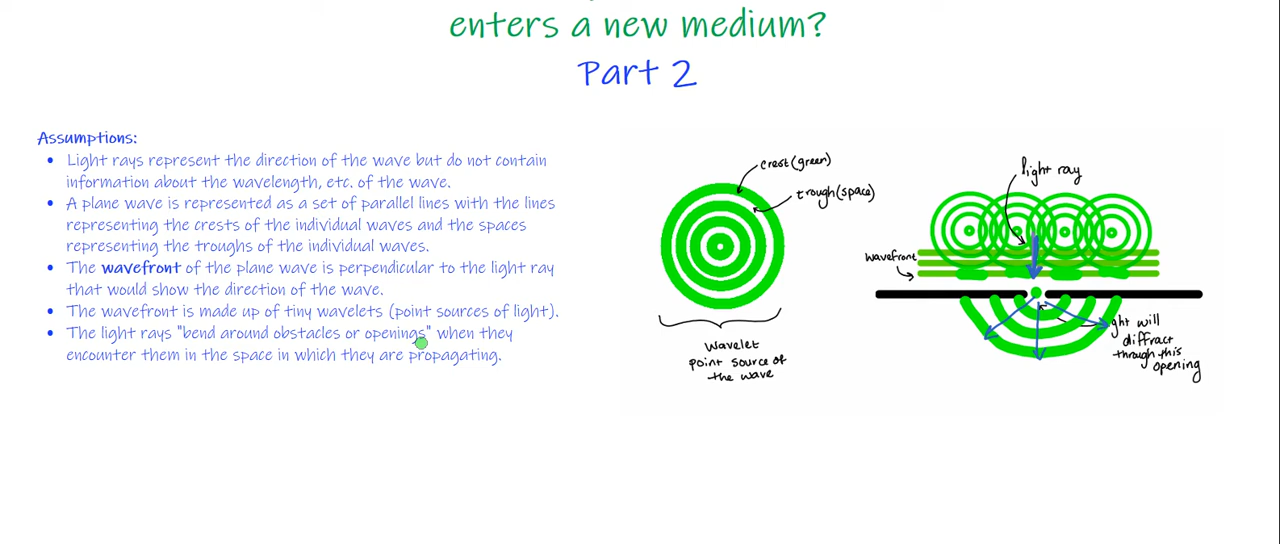 enters a new medium?
Part 2
Assumptions:
• Light rays represent the direction of the wave but do not contain
information about the wavelength, etc. of the wave.
• A plane wave is represented as a set of parallel lines with the lines
representing the crests of the individual waves and the spaces
representing the troughs of the individual waves.
• The wavefront of the plane wave is perpendicular to the light ray
that would show the direction of the wave.
• The wavefront is made up of tiny wavelets (point sources of light).
• The light rays "bend around obstacles or openings" when they
encounter them in the space in which they are propagating.
crest (green)
trough (space)
wavelet
point source of
the wave
light ray
wavefront
ght will
diffract
through this
opening